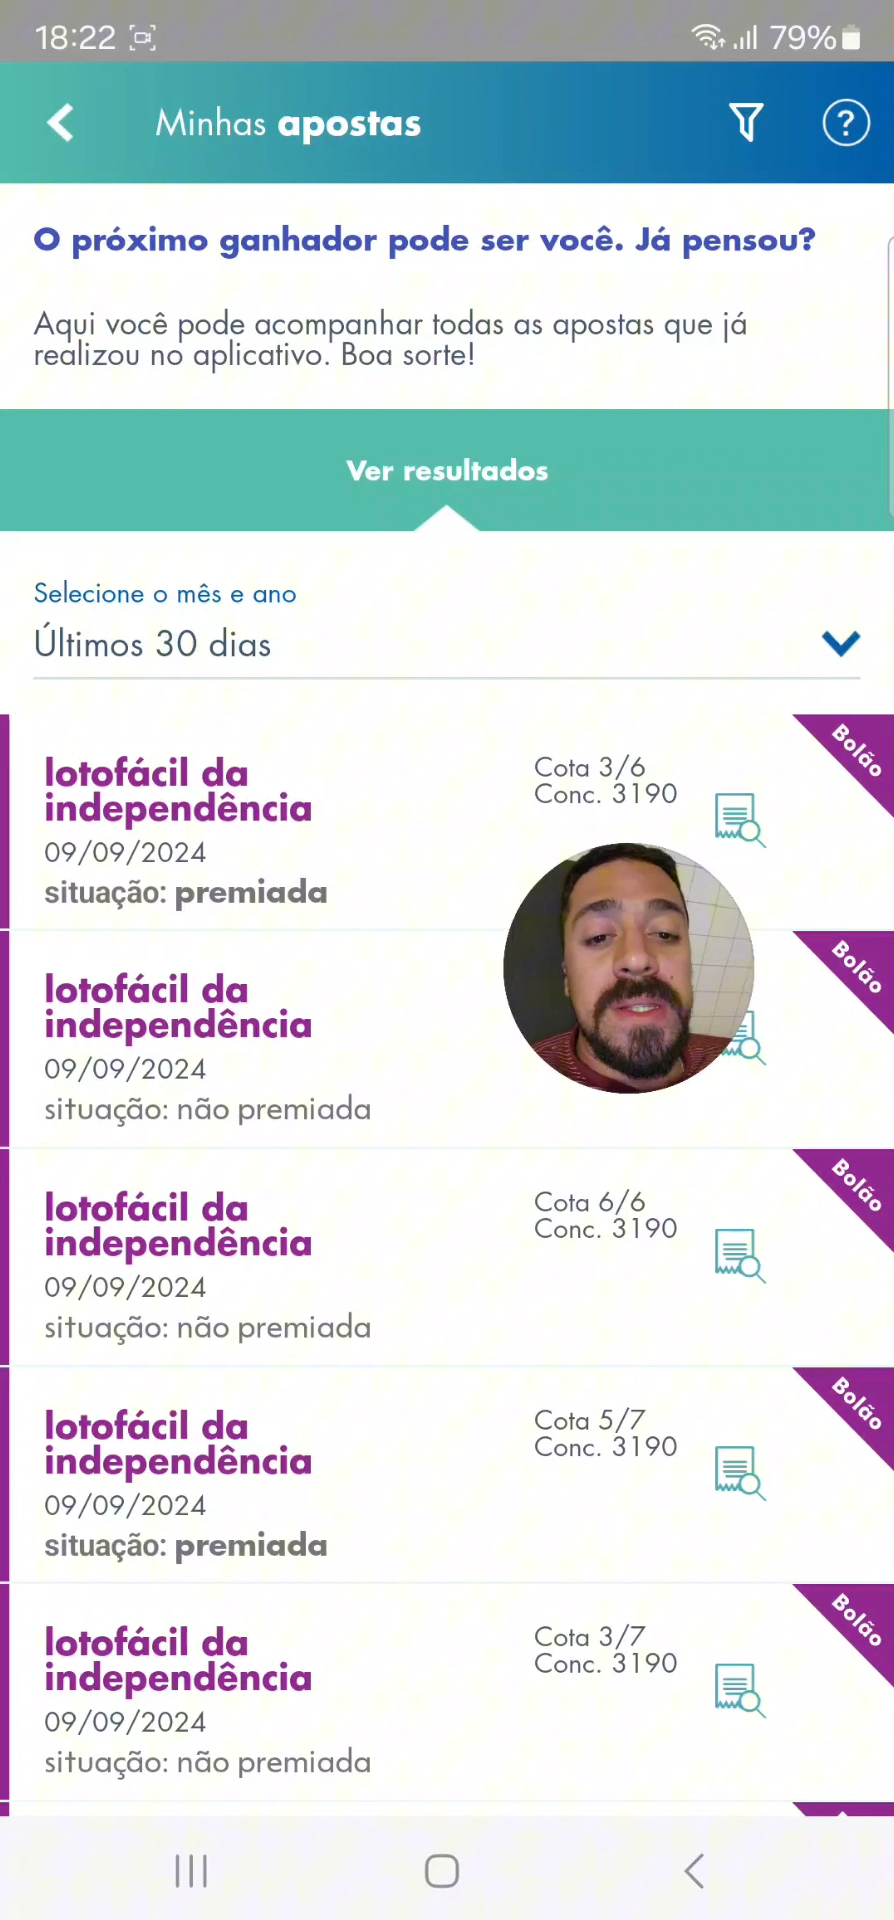 18:22 79%
Minhas apostas
?
O próximo ganhador pode ser você. Já pensou?
Aqui você pode acompanhar todas as apostas que já
realizou no aplicativo. Boa sorte!
Ver resultados
Selecione o mês e ano
Últimos 30 dias
lotofácil da
independência
09/09/2024
situação: premiada
Cota 3/6
Conc. 3190
Bolão
lotofácil da
independência
09/09/2024
situação: não premiada
Bolão
lotofácil da
independência
09/09/2024
situação: não premiada
Cota 6/6
Conc. 3190
Bolão
lotofácil da
independência
09/09/2024
situação: premiada
Cota 5/7
Conc. 3190
Bolão
lotofácil da
independência
09/09/2024
situação: não premiada
Cota 3/7
Conc. 3190
Bolão